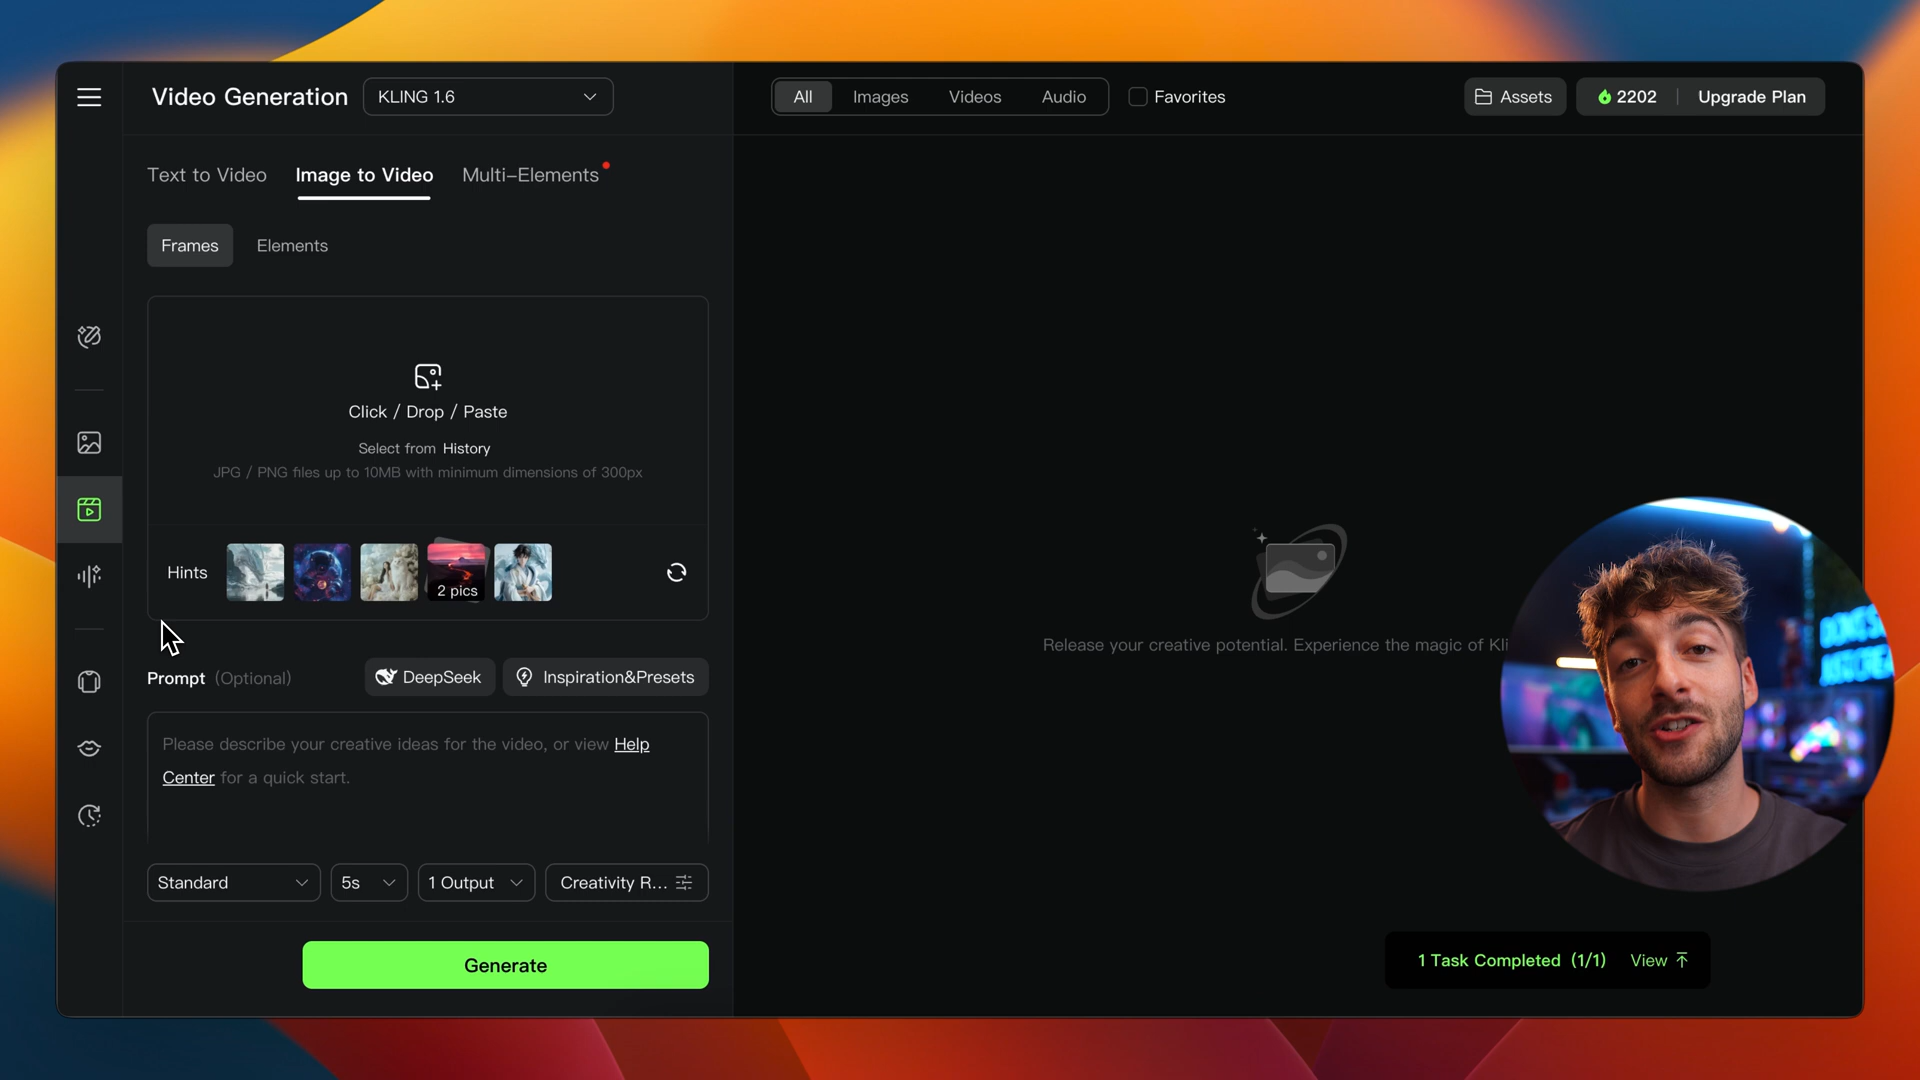 Video Generation
KLING 1.6
All
Images
Videos
Audio
Favorites
Assets
2202
Upgrade Plan
Text to Video
Image to Video
Multi-Elements
Frames
Elements
Click / Drop / Paste
Select from History
JPG / PNG files up to 10MB with minimum dimensions of 300px
Hints
2 pics
Prompt (Optional)
DeepSeek
Inspiration&Presets
Please describe your creative ideas for the video, or view Help
Center for a quick start.
Standard
5s
1 Output
Creativity R...
Generate
Release your creative potential. Experience the magic of Kli
1 Task Completed (1/1)
View